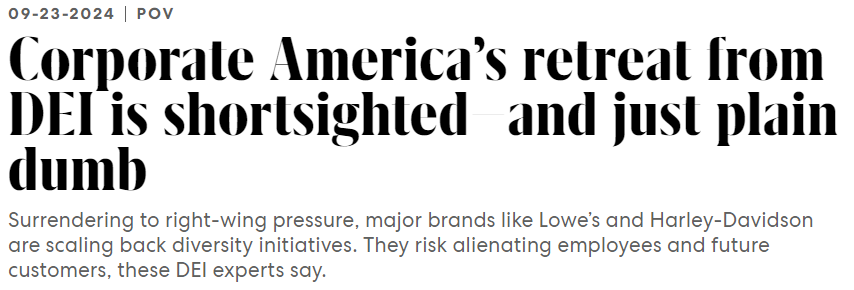 09-23-2024 | POV
Corporate America’s retreat from
DEI is shortsighted—and just plain
dumb
Surrendering to right-wing pressure, major brands like Lowe’s and Harley-Davidson
are scaling back diversity initiatives. They risk alienating employees and future
customers, these DEI experts say.